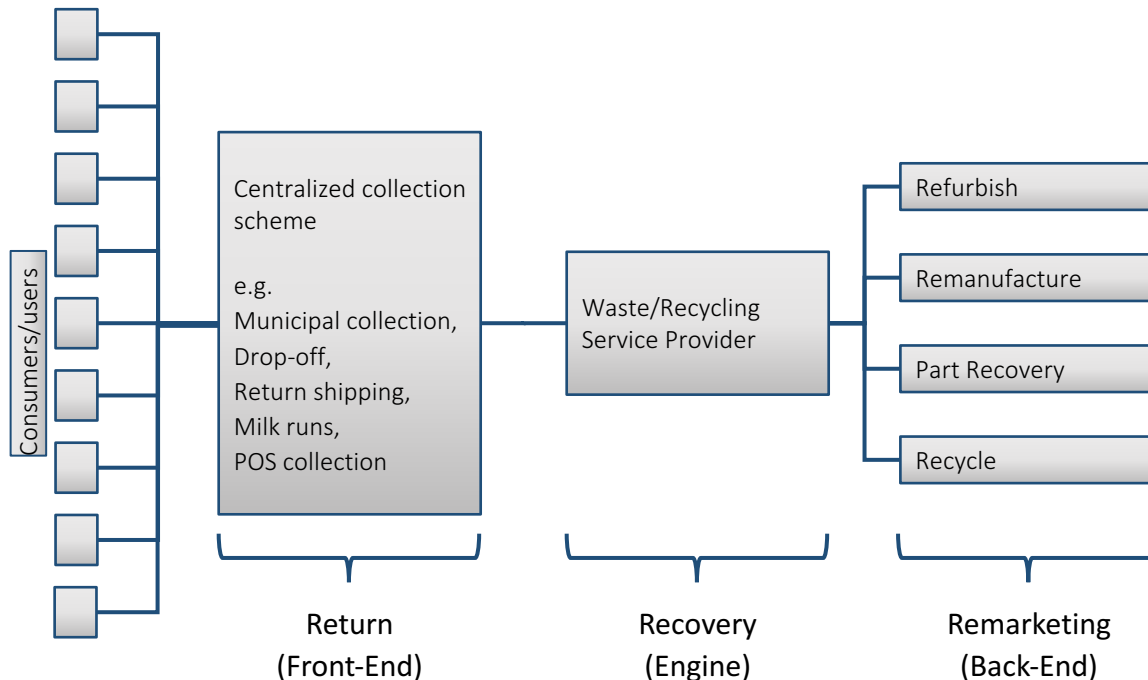 Consumers/users
Centralized collection
scheme
e.g.
Municipal collection,
Drop-off,
Return shipping,
Milk runs,
POS collection
Waste/Recycling
Service Provider
Refurbish
Remanufacture
Part Recovery
Recycle
Return
(Front-End)
Recovery
(Engine)
Remarketing
(Back-End)